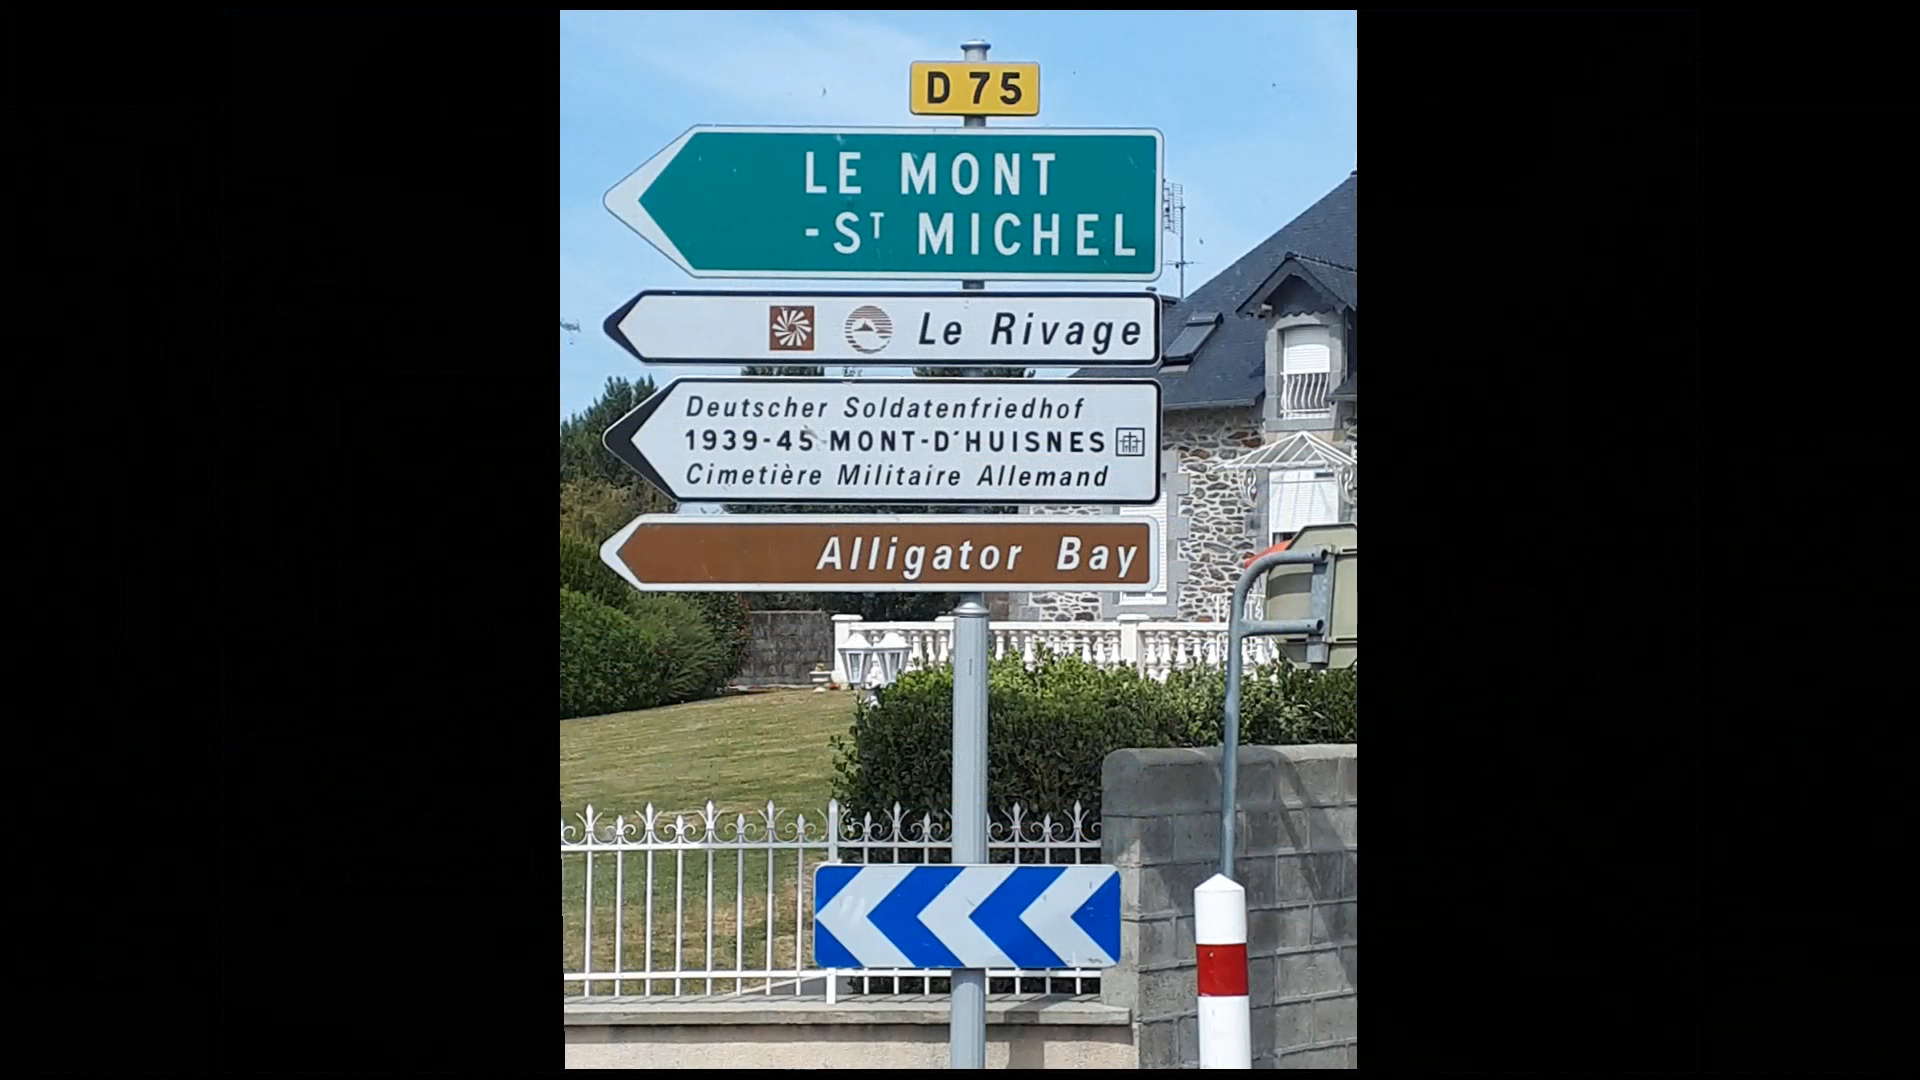 D 75
LE MONT
-ST MICHEL
Le Rivage
Deutscher Soldatenfriedhof
1939-45-MONT-D'HUISNES
Cimetière Militaire Allemand
Alligator Bay